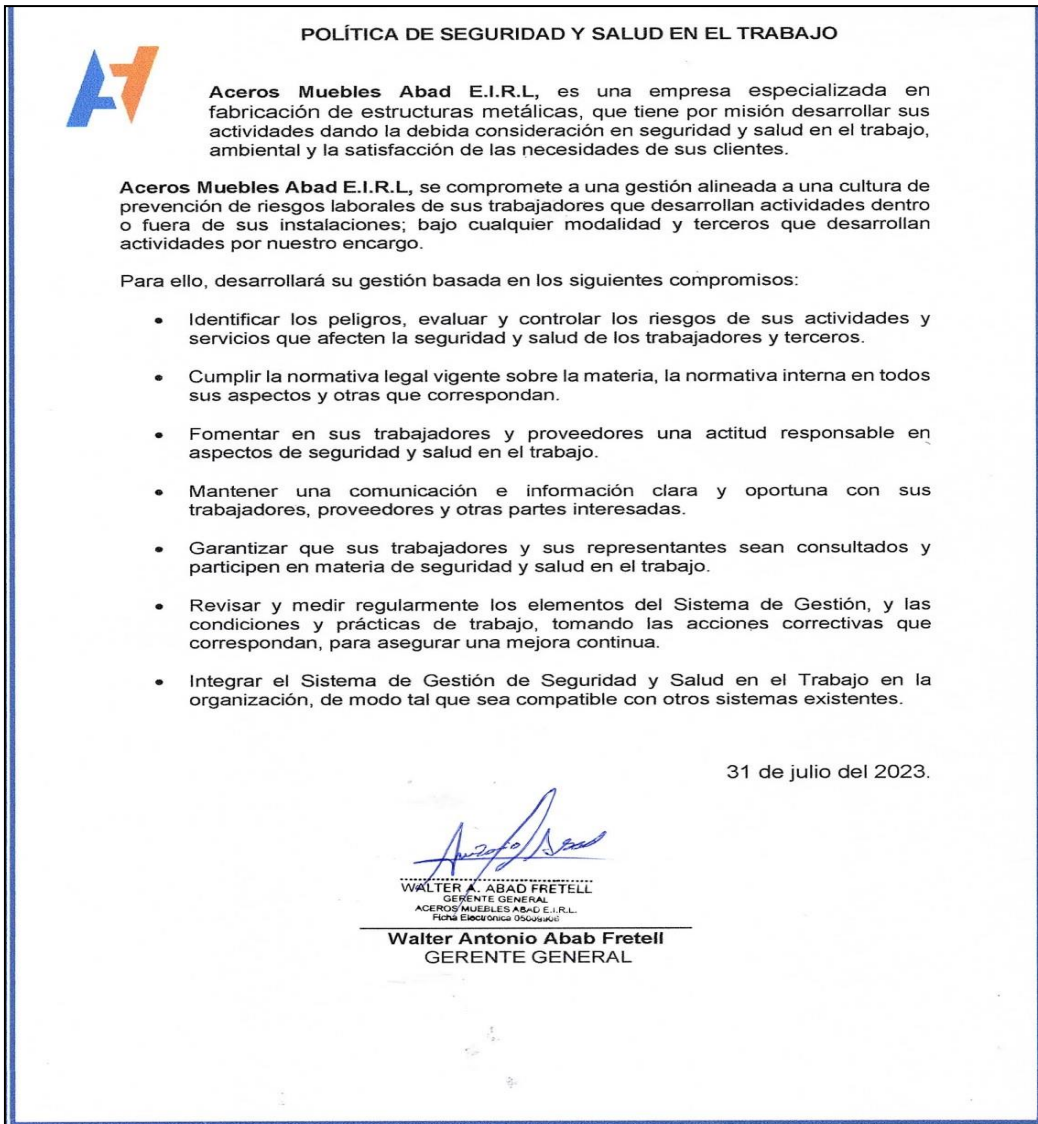 POLÍTICA DE SEGURIDAD Y SALUD EN EL TRABAJO
Aceros Muebles Abad E.I.R.L, es una empresa especializada en
fabricación de estructuras metálicas, que tiene por misión desarrollar sus
actividades dando la debida consideración en seguridad y salud en el trabajo,
ambiental y la satisfacción de las necesidades de sus clientes.
Aceros Muebles Abad E.I.R.L, se compromete a una gestión alineada a una cultura de
prevención de riesgos laborales de sus trabajadores que desarrollan actividades dentro
o fuera de sus instalaciones; bajo cualquier modalidad y terceros que desarrollan
actividades por nuestro encargo.
Para ello, desarrollará su gestión basada en los siguientes compromisos:
• Identificar los peligros, evaluar y controlar los riesgos de sus actividades y
servicios que afecten la seguridad y salud de los trabajadores y terceros.
• Cumplir la normativa legal vigente sobre la materia, la normativa interna en todos
sus aspectos y otras que correspondan.
• Fomentar en sus trabajadores y proveedores una actitud responsable en
aspectos de seguridad y salud en el trabajo.
• Mantener una comunicación e información clara y oportuna con sus
trabajadores, proveedores y otras partes interesadas.
• Garantizar que sus trabajadores y sus representantes sean consultados y
participen en materia de seguridad y salud en el trabajo.
• Revisar y medir regularmente los elementos del Sistema de Gestión, y las
condiciones y prácticas de trabajo, tomando las acciones correctivas que
correspondan, para asegurar una mejora continua.
• Integrar el Sistema de Gestión de Seguridad y Salud en el Trabajo en la
organización, de modo tal que sea compatible con otros sistemas existentes.
31 de julio del 2023.
WALTER A. ABAD FRETELL
GERENTE GENERAL
ACEROS MUEBLES ABAD E.I.R.L.
Ficha Electrónica
Walter Antonio Abab Fretell
GERENTE GENERAL